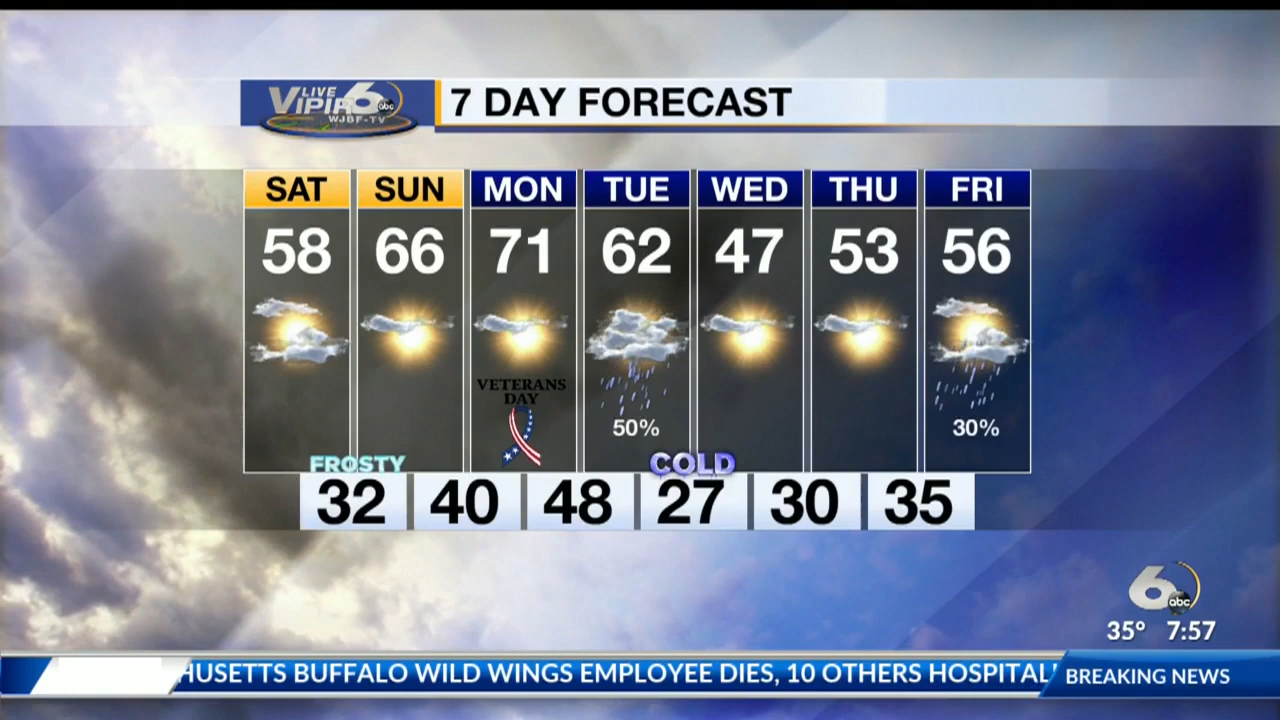 LIVE
VIPIR 6 abc
WJBF-TV
7 DAY FORECAST
SAT SUN MON TUE WED THU FRI
58 66 71 62 47 53 56
VETERANS
DAY
50% 30%
FROSTY COLD
32 40 48 27 30 35
6 abc
35° 7:57
HUSETTS BUFFALO WILD WINGS EMPLOYEE DIES, 10 OTHERS HOSPITAL
BREAKING NEWS